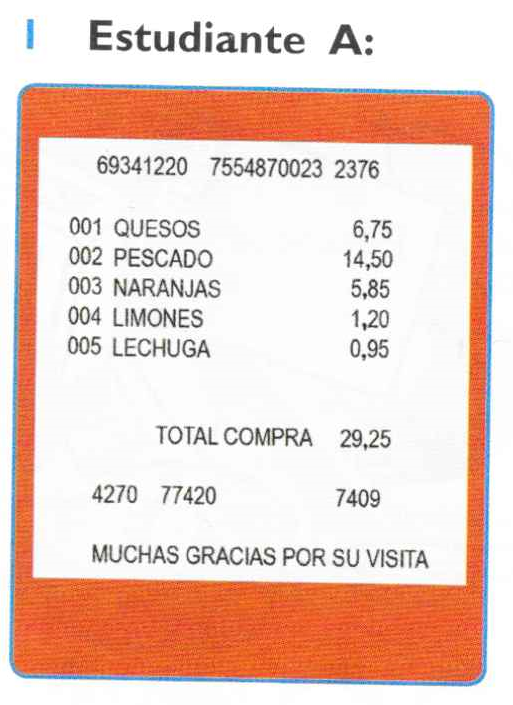 1 Estudiante A:
69341220 7554870023 2376
001 QUESOS 6,75
002 PESCADO 14,50
003 NARANJAS 5,85
004 LIMONES 1,20
005 LECHUGA 0,95
TOTAL COMPRA 29,25
4270 77420 7409
MUCHAS GRACIAS POR SU VISITA